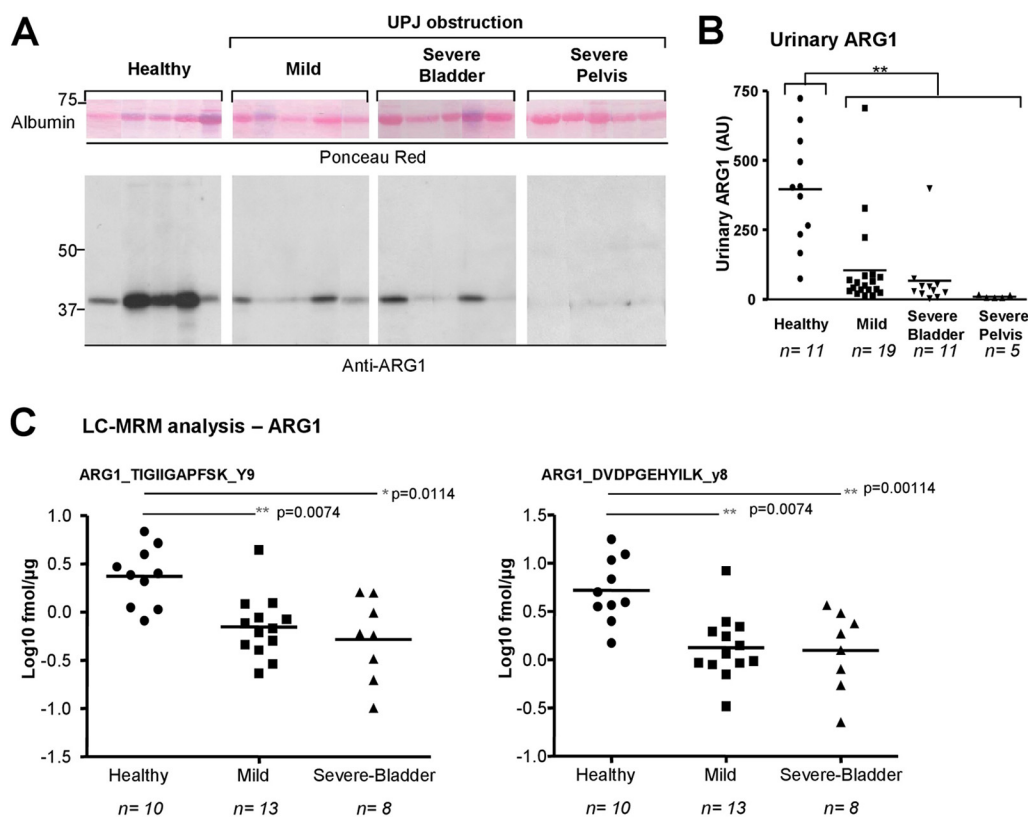 A
UPJ obstruction
Healthy
Mild
Severe
Bladder
Severe
Pelvis
75
Albumin
Ponceau Red
50
37
Anti-ARG1
B
Urinary ARG1
**
Urinary ARG1 (AU)
750
500
250
0
Healthy
Mild
Severe
Bladder
Severe
Pelvis
n= 11
n= 19
n= 11
n= 5
C
LC-MRM analysis – ARG1
ARG1_TIGIIGAPFSK_Y9
* p=0.0114
** p=0.0074
Log10 fmol/µg
1.0
0.5
0.0
-0.5
-1.0
-1.5
Healthy
Mild
Severe-Bladder
n= 10
n= 13
n= 8
ARG1_DVDPGEHYILK_y8
** p=0.00114
** p=0.0074
Log10 fmol/µg
1.5
1.0
0.5
0.0
-0.5
-1.0
Healthy
Mild
Severe-Bladder
n= 10
n= 13
n= 8